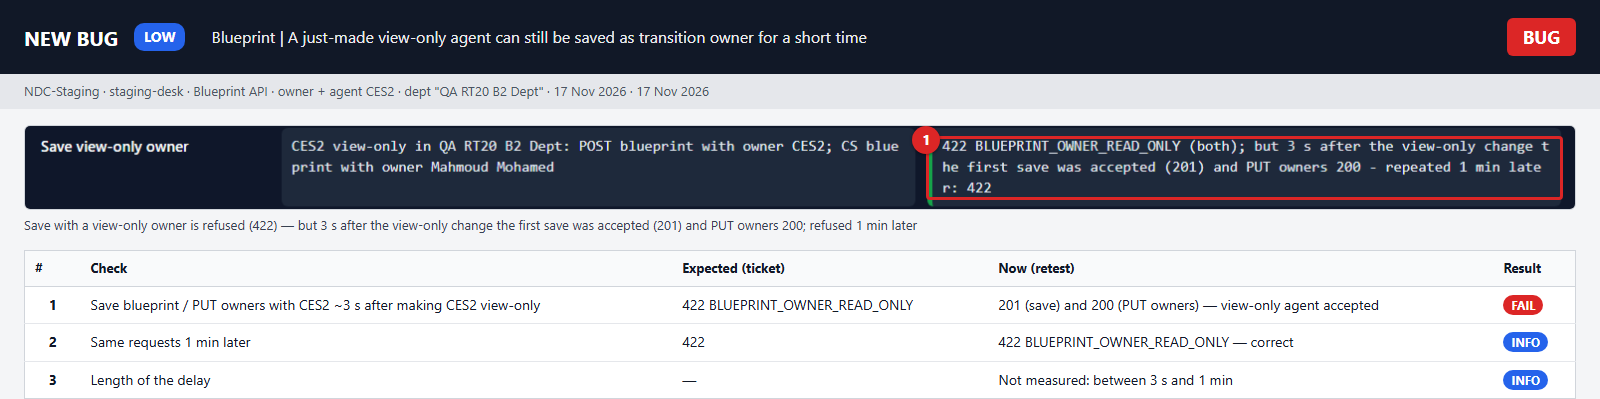 NEW BUG LOW Blueprint | A just-made view-only agent can still be saved as transition owner for a short time BUG
NDC-Staging · staging-desk · Blueprint API · owner + agent CES2 · dept "QA RT20 B2 Dept" · 17 Nov 2026 · 17 Nov 2026
Save view-only owner
CES2 view-only in QA RT20 B2 Dept: POST blueprint with owner CES2; CS blue
print with owner Mahmoud Mohamed
1
422 BLUEPRINT_OWNER_READ_ONLY (both); but 3 s after the view-only change t
he first save was accepted (201) and PUT owners 200 - repeated 1 min late
r: 422
Save with a view-only owner is refused (422) — but 3 s after the view-only change the first save was accepted (201) and PUT owners 200; refused 1 min later
# Check Expected (ticket) Now (retest) Result
1 Save blueprint / PUT owners with CES2 ~3 s after making CES2 view-only 422 BLUEPRINT_OWNER_READ_ONLY 201 (save) and 200 (PUT owners) — view-only agent accepted FAIL
2 Same requests 1 min later 422 422 BLUEPRINT_OWNER_READ_ONLY — correct INFO
3 Length of the delay — Not measured: between 3 s and 1 min INFO